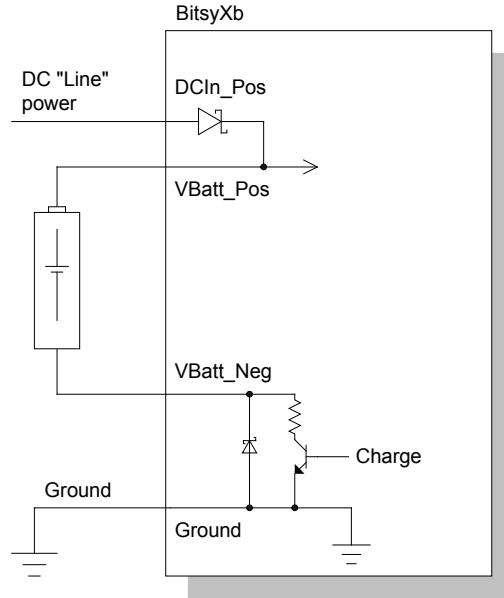 BitsyXb
DC "Line"
power
DCIn_Pos
VBatt_Pos
VBatt_Neg
Charge
Ground
Ground